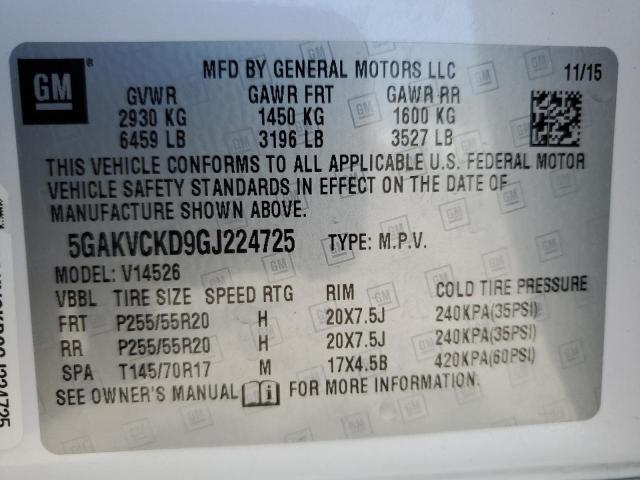 GM ® MFD BY GENERAL MOTORS LLC 11/15
GVWR GAWR FRT GAWR RR
2930 KG 1450 KG 1600 KG
6459 LB 3196 LB 3527 LB
THIS VEHICLE CONFORMS TO ALL APPLICABLE U.S. FEDERAL MOTOR
VEHICLE SAFETY STANDARDS IN EFFECT ON THE DATE OF
MANUFACTURE SHOWN ABOVE.
5GAKVCKD9GJ224725 TYPE: M.P.V.
MODEL: V14526
VBBL TIRE SIZE SPEED RTG RIM COLD TIRE PRESSURE
FRT P255/55R20 H 20X7.5J 240KPA(35PSI)
RR P255/55R20 H 20X7.5J 240KPA(35PSI)
SPA T145/70R17 M 17X4.5B 420KPA(60PSI)
SEE OWNER'S MANUAL FOR MORE INFORMATION.